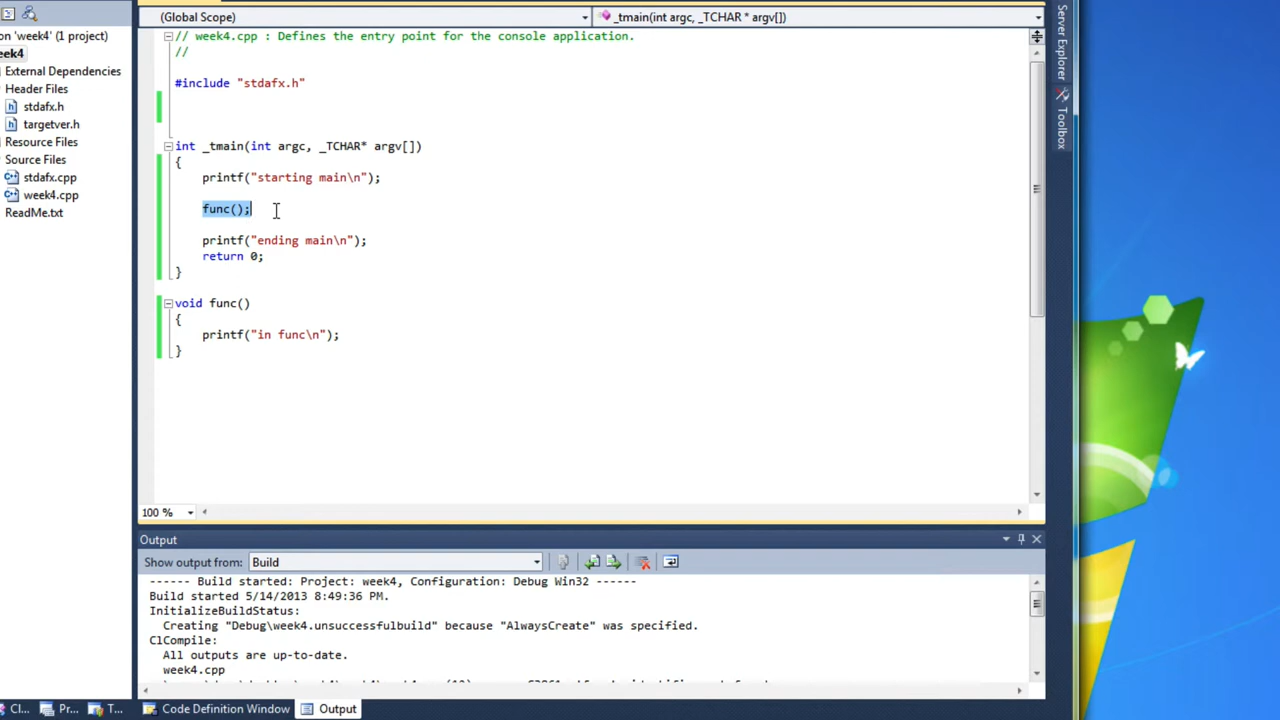 (Global Scope)
_tmain(int argc, _TCHAR * argv[])
on 'week4' (1 project)
eek4
External Dependencies
Header Files
stdafx.h
targetver.h
Resource Files
Source Files
stdafx.cpp
week4.cpp
ReadMe.txt
// week4.cpp : Defines the entry point for the console application.
//
#include "stdafx.h"
int _tmain(int argc, _TCHAR* argv[])
{
printf("starting main\n");
func();
printf("ending main\n");
return 0;
}
void func()
{
printf("in func\n");
}
100 %
Server Explorer
Toolbox
Output
Show output from: Build
------ Build started: Project: week4, Configuration: Debug Win32 ------
Build started 5/14/2013 8:49:36 PM.
InitializeBuildStatus:
Creating "Debug\week4.unsuccessfulbuild" because "AlwaysCreate" was specified.
ClCompile:
All outputs are up-to-date.
week4.cpp
Cl... Pr... T... Code Definition Window Output